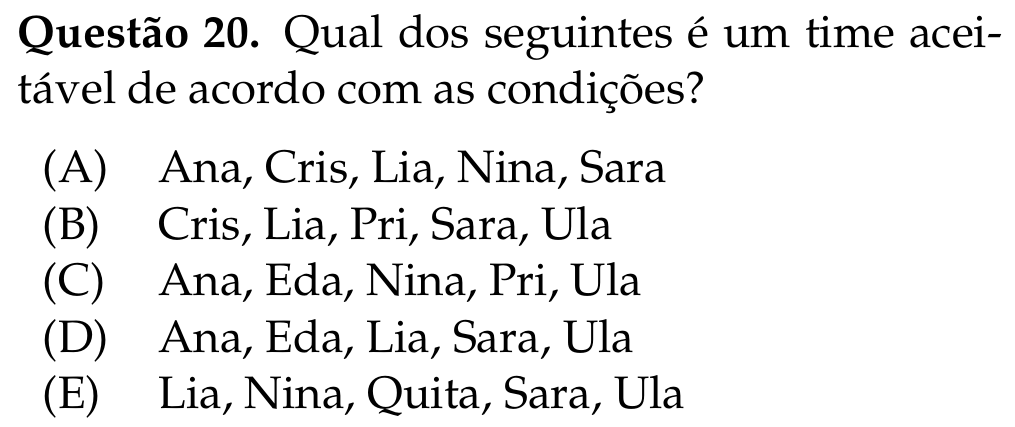 Questão 20. Qual dos seguintes é um time acei-
tável de acordo com as condições?
(A) Ana, Cris, Lia, Nina, Sara
(B) Cris, Lia, Pri, Sara, Ula
(C) Ana, Eda, Nina, Pri, Ula
(D) Ana, Eda, Lia, Sara, Ula
(E) Lia, Nina, Quita, Sara, Ula